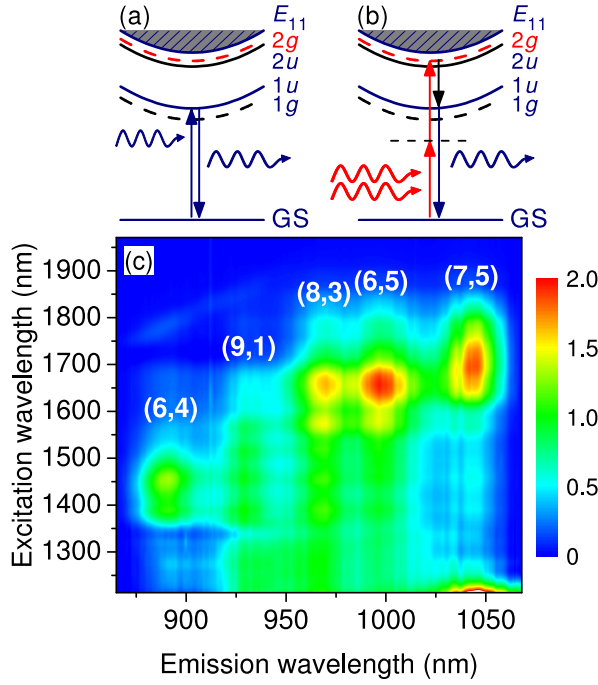 (a)
E11
2g
2u
1u
1g
GS
(b)
E11
2g
2u
1u
1g
GS
(c)
(6,4)
(9,1)
(8,3)
(6,5)
(7,5)
1900
1800
1700
1600
1500
1400
1300
Excitation wavelength (nm)
900
950
1000
1050
Emission wavelength (nm)
2.0
1.5
1.0
0.5
0